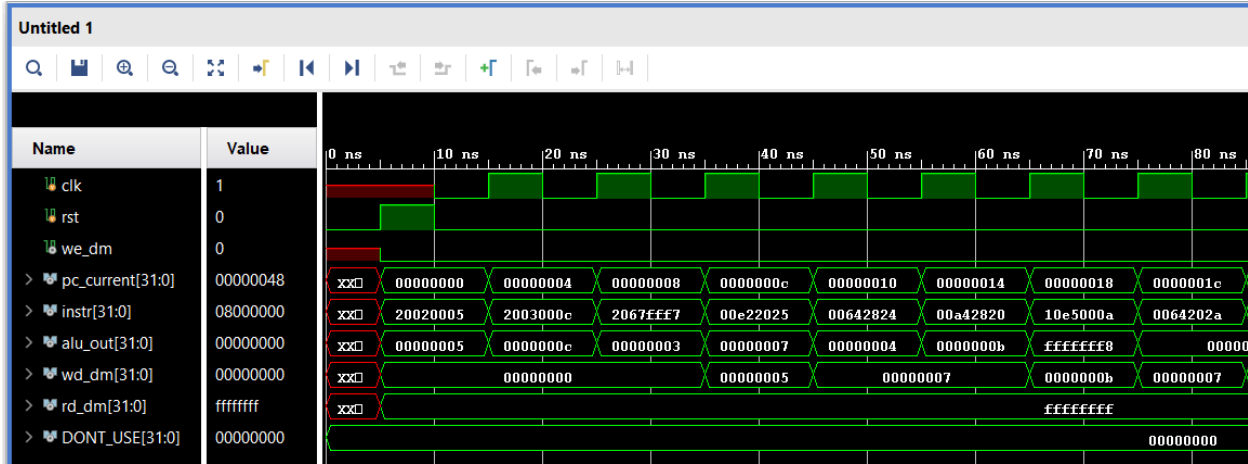 Untitled 1
Name Value 0 ns 10 ns 20 ns 30 ns 40 ns 50 ns 60 ns 70 ns 80 ns
clk 1
rst 0
we_dm 0
pc_current[31:0] 00000048 XX 00000000 00000004 00000008 0000000c 00000010 00000014 00000018 0000001c
instr[31:0] 08000000 XX 20020005 2003000c 2067fff7 00e22025 00642824 00a42820 10e5000a 0064202a
alu_out[31:0] 00000000 XX 00000005 0000000c 00000003 00000007 00000004 0000000b fffffff8 00000
wd_dm[31:0] 00000000 XX 00000000 00000005 00000007 0000000b 00000007
rd_dm[31:0] ffffffff XX ffffffff
DONT_USE[31:0] 00000000 00000000